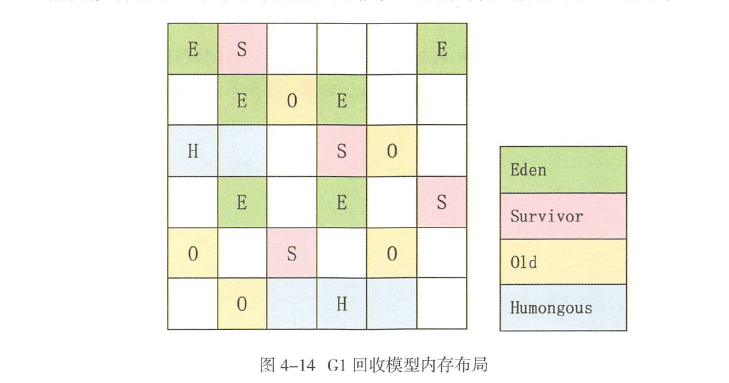 E S E
E O E
H S O
E E S
O S O
O H
Eden
Survivor
Old
Humongous
图 4-14 G1 回收模型内存布局